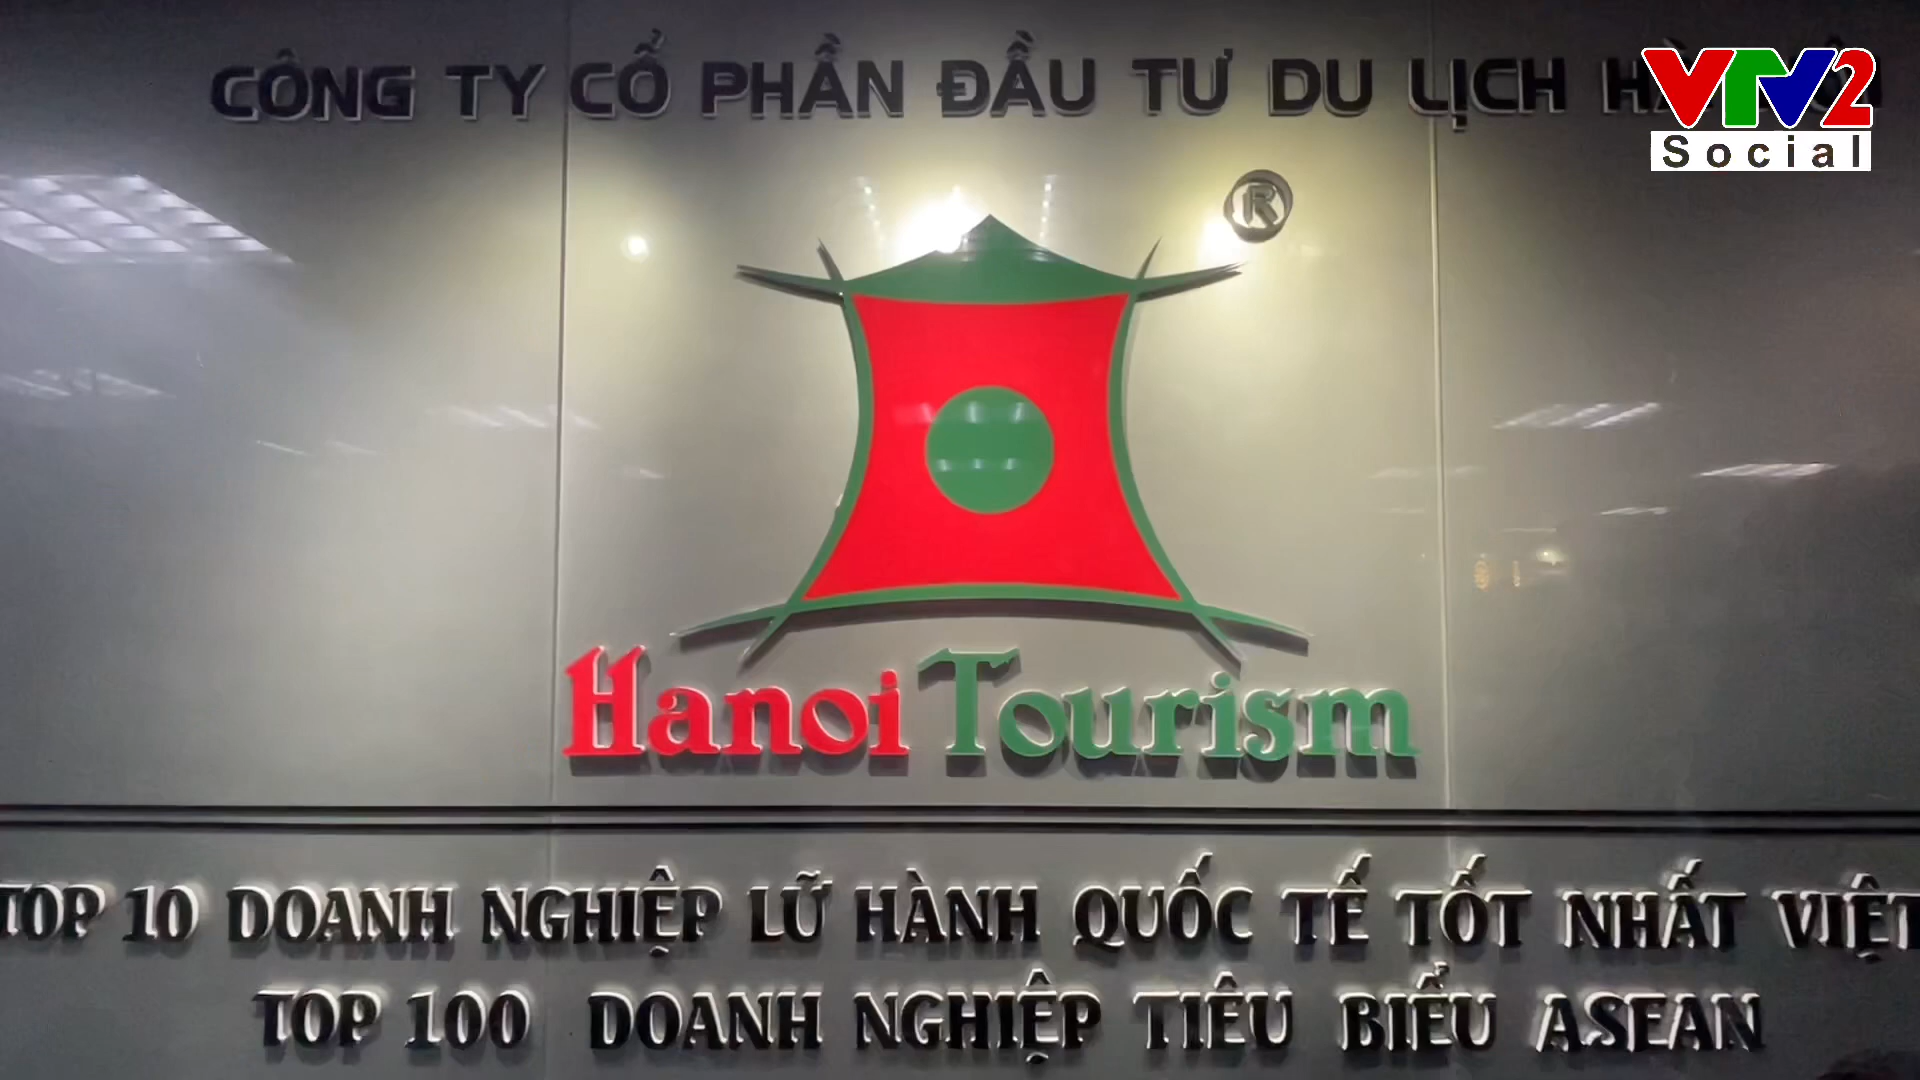 CÔNG TY CỔ PHẦN ĐẦU TƯ DU LỊCH
VTV2
Social
®
Hanoi Tourism
TOP 10 DOANH NGHIỆP LỮ HÀNH QUỐC TẾ TỐT NHẤT VIỆT
TOP 100 DOANH NGHIỆP TIÊU BIỂU ASEAN